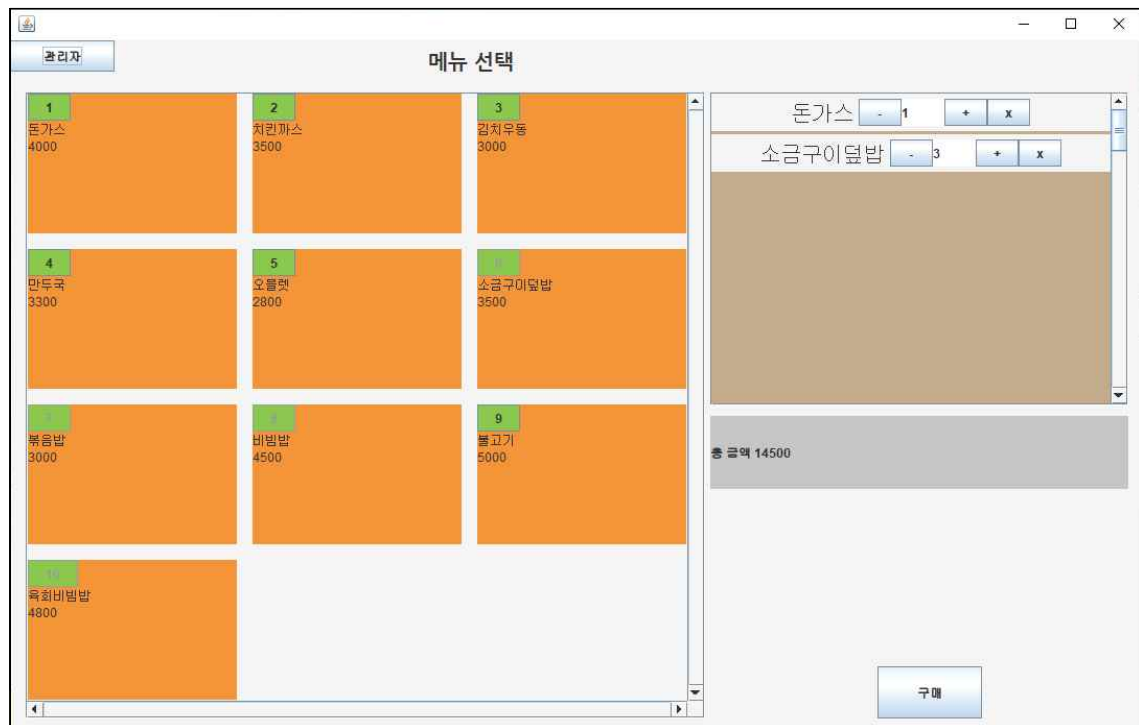 관리자
메뉴 선택
1
돈가스
4000
2
치킨까스
3500
3
김치우동
3000
4
만두국
3300
5
오믈렛
2800
6
소금구이덮밥
3500
7
볶음밥
3000
8
비빔밥
4500
9
불고기
5000
10
육회비빔밥
4800
돈가스 - 1 + x
소금구이덮밥 - 3 + x
총 금액 14500
구매